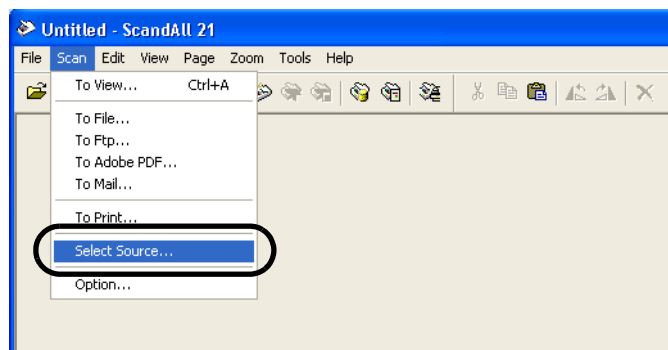 Untitled - ScandAll 21
File Scan Edit View Page Zoom Tools Help
To View... Ctrl+A
To File...
To Ftp...
To Adobe PDF...
To Mail...
To Print...
Select Source...
Option...